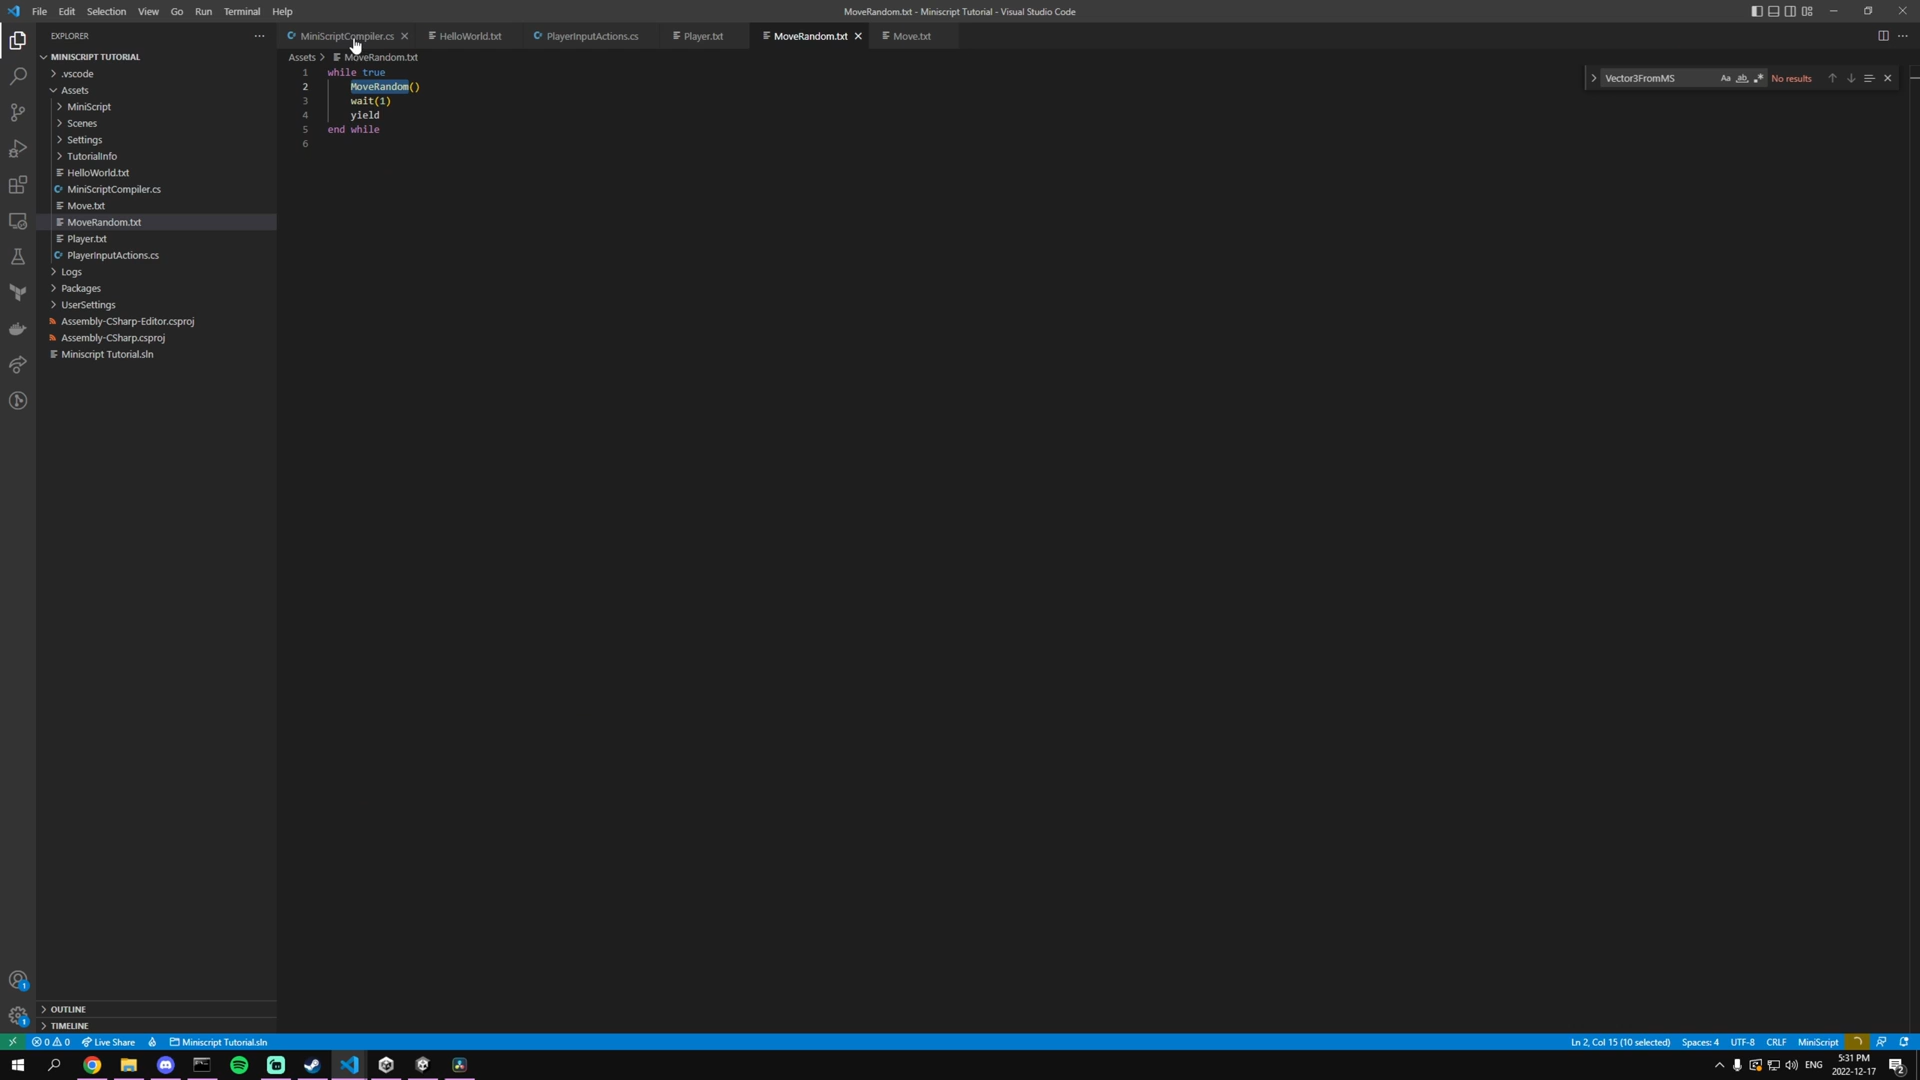 File Edit Selection View Go Run Terminal Help
MoveRandom.txt - Miniscript Tutorial - Visual Studio Code
EXPLORER
MiniScriptCompiler.cs
HelloWorld.txt
PlayerInputActions.cs
Player.txt
MoveRandom.txt
Move.txt
MINISCRIPT TUTORIAL
.vscode
Assets
MiniScript
Scenes
Settings
TutorialInfo
HelloWorld.txt
MiniScriptCompiler.cs
Move.txt
MoveRandom.txt
Player.txt
PlayerInputActions.cs
Logs
Packages
UserSettings
Assembly-CSharp-Editor.csproj
Assembly-CSharp.csproj
Miniscript Tutorial.sln
OUTLINE
TIMELINE
Assets > MoveRandom.txt
1 while true
2 MoveRandom()
3 wait(1)
4 yield
5 end while
6
Vector3FromMS Aa ab .* No results
1
1
0 0 Live Share Miniscript Tutorial.sln
Ln 2, Col 15 (10 selected) Spaces: 4 UTF-8 CRLF MiniScript
ENG
5:31 PM
2022-12-17
2